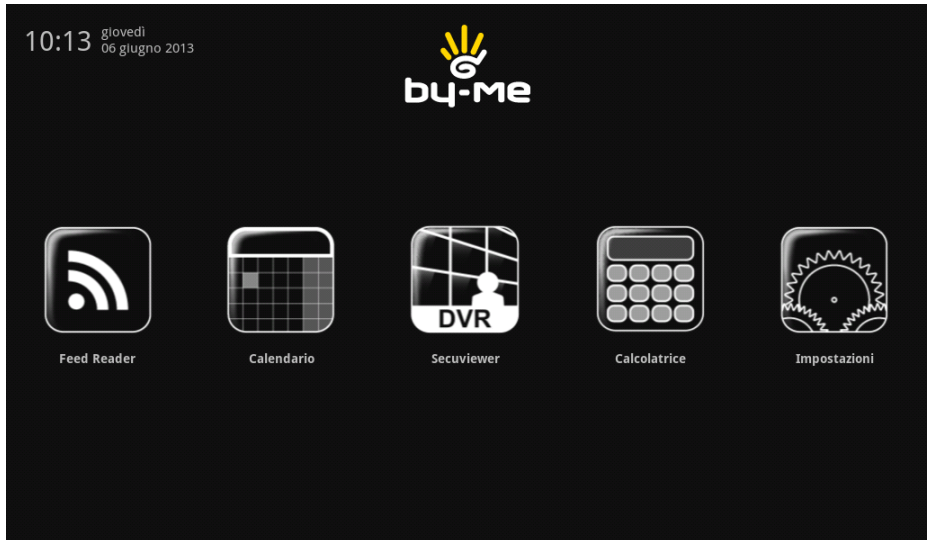 10:13
giovedì
06 giugno 2013
by-me
DVR
Feed Reader
Calendario
Secuviewer
Calcolatrice
Impostazioni